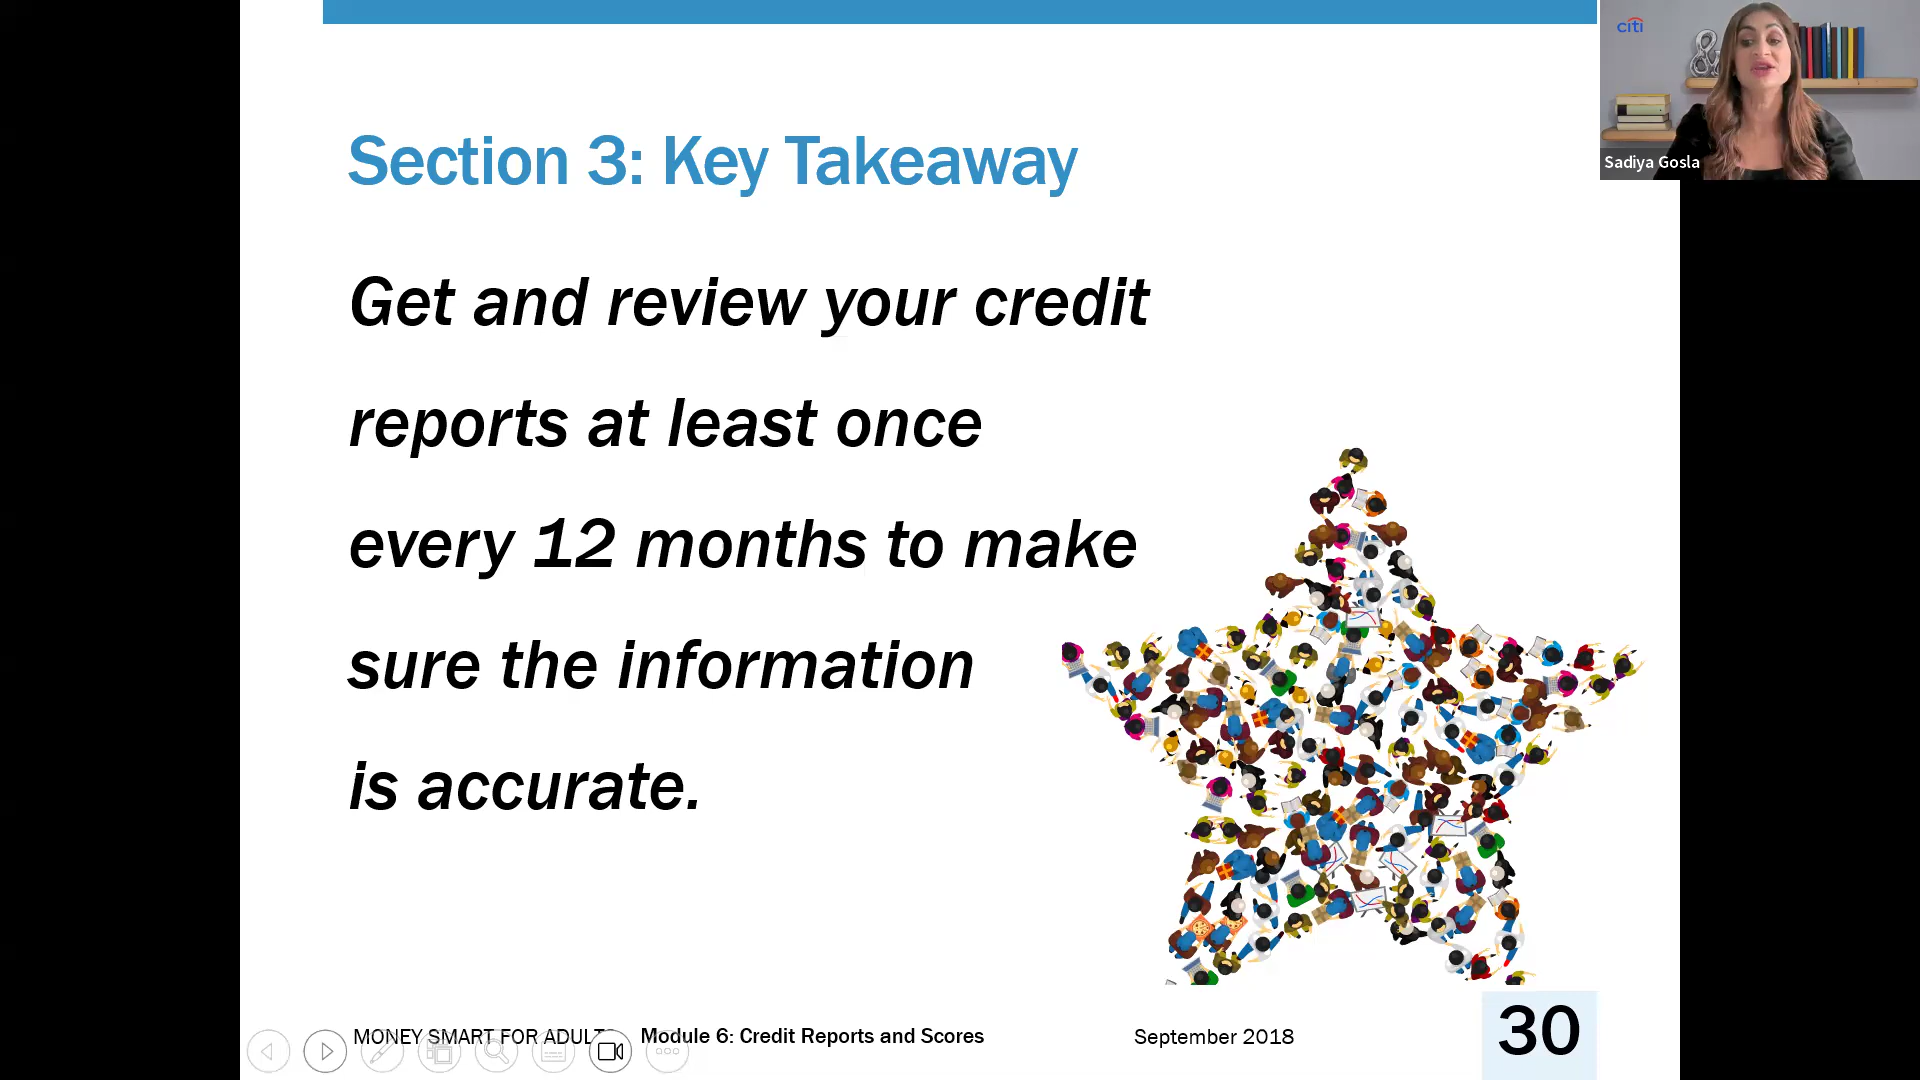 citi
Sadiya Gosla
Section 3: Key Takeaway
Get and review your credit
reports at least once
every 12 months to make
sure the information
is accurate.
MONEY SMART FOR ADULTS
Module 6: Credit Reports and Scores
September 2018
30